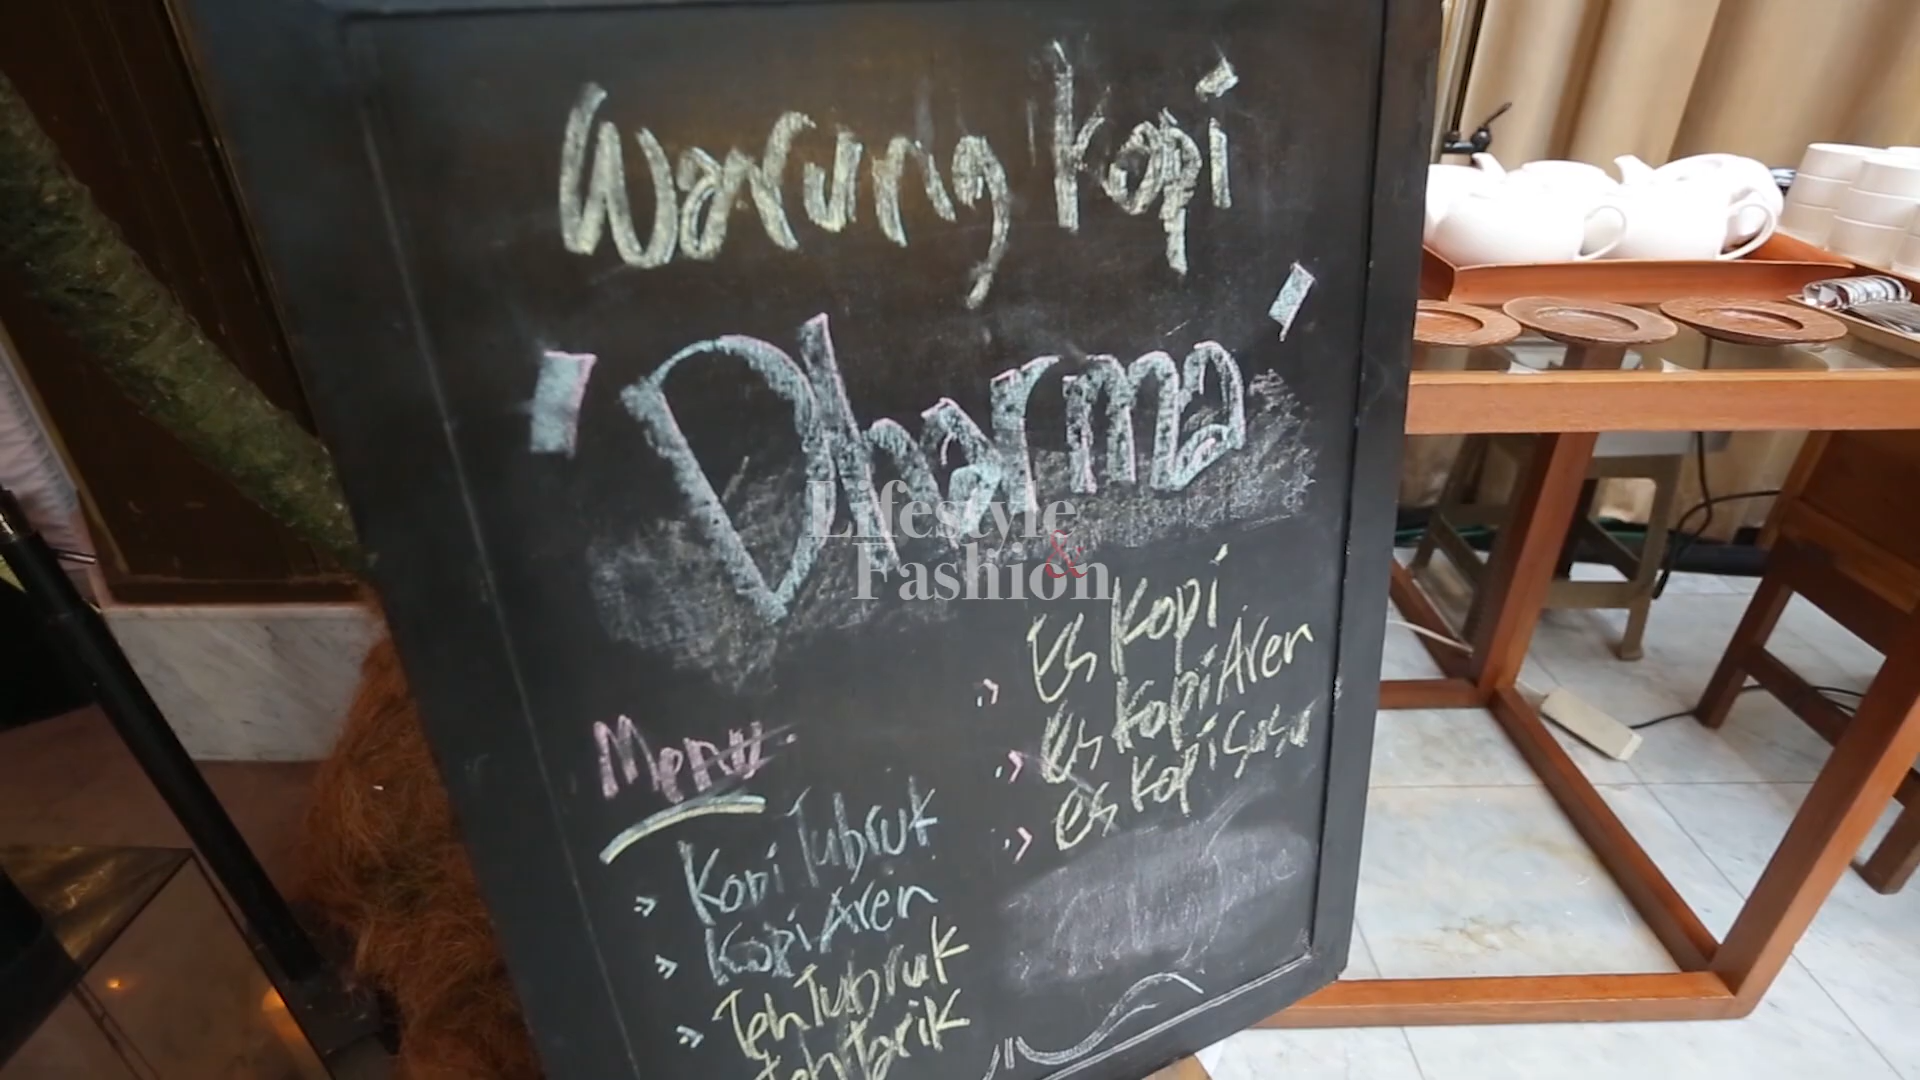 Warung Kopi
'Dharma'
Lifestyle
& Fashion
Menu
Kopi Tubruk
Kopi Aren
Teh Tubruk
Teh Tarik
Es Kopi
Es Kopi Aren
Es Kopi Susu